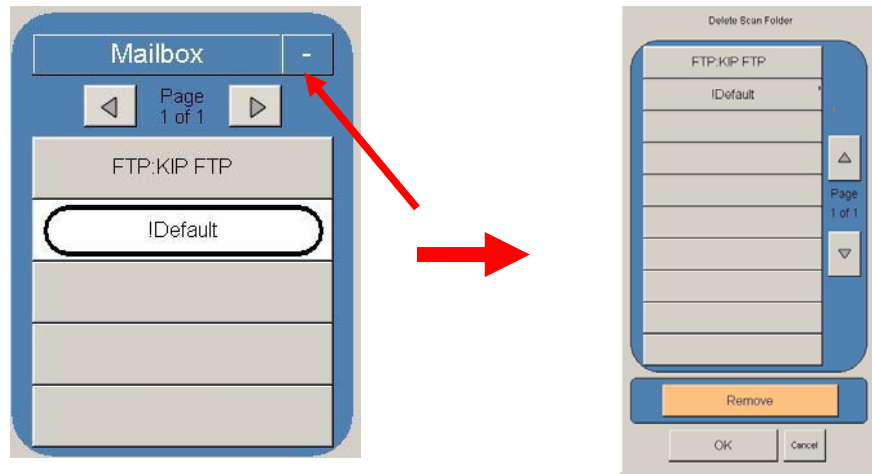 Mailbox -
Page
1 of 1
FTP:KIP FTP
!Default
Delete Scan Folder
FTP:KIP FTP
!Default
Page
1 of 1
Remove
OK Cancel